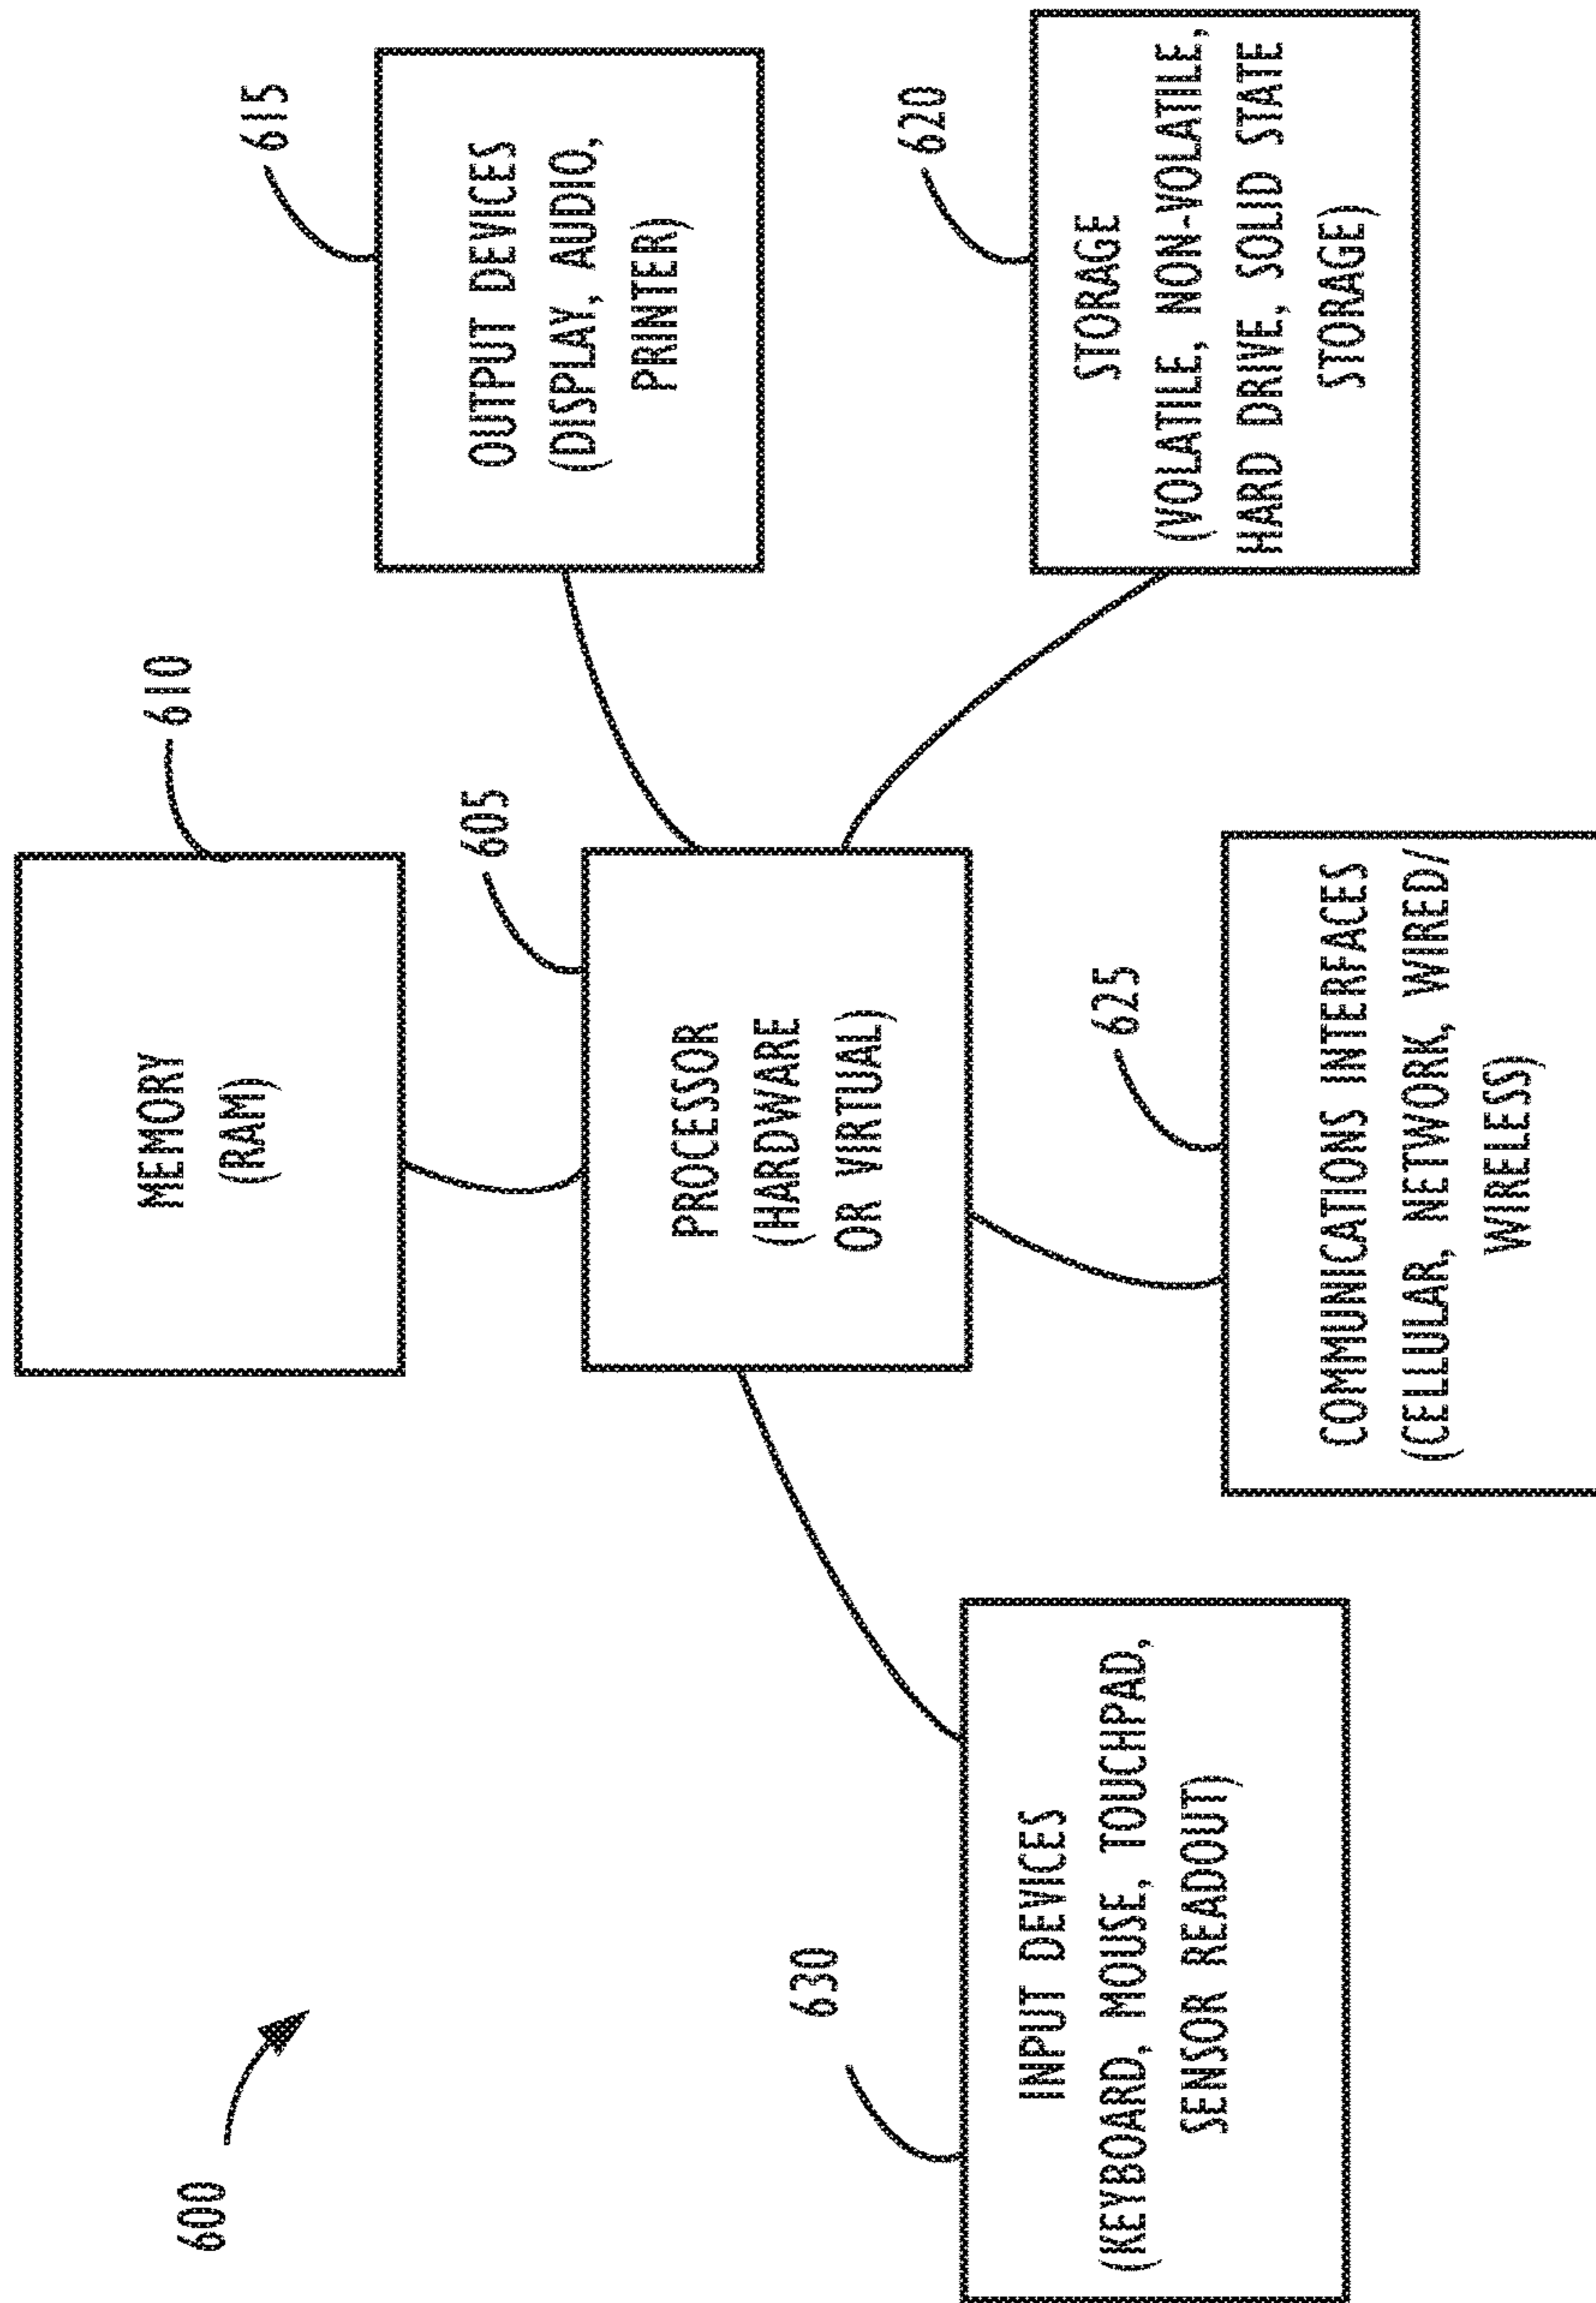 600
610
MEMORY
(RAM)
615
OUTPUT DEVICES
(DISPLAY, AUDIO,
PRINTER)
605
PROCESSOR
(HARDWARE
OR VIRTUAL)
630
INPUT DEVICES
(KEYBOARD, MOUSE, TOUCHPAD,
SENSOR READOUT)
620
STORAGE
(VOLATILE, NON-VOLATILE,
HARD DRIVE, SOLID STATE
STORAGE)
625
COMMUNICATIONS INTERFACES
(CELLULAR, NETWORK, WIRED/
WIRELESS)